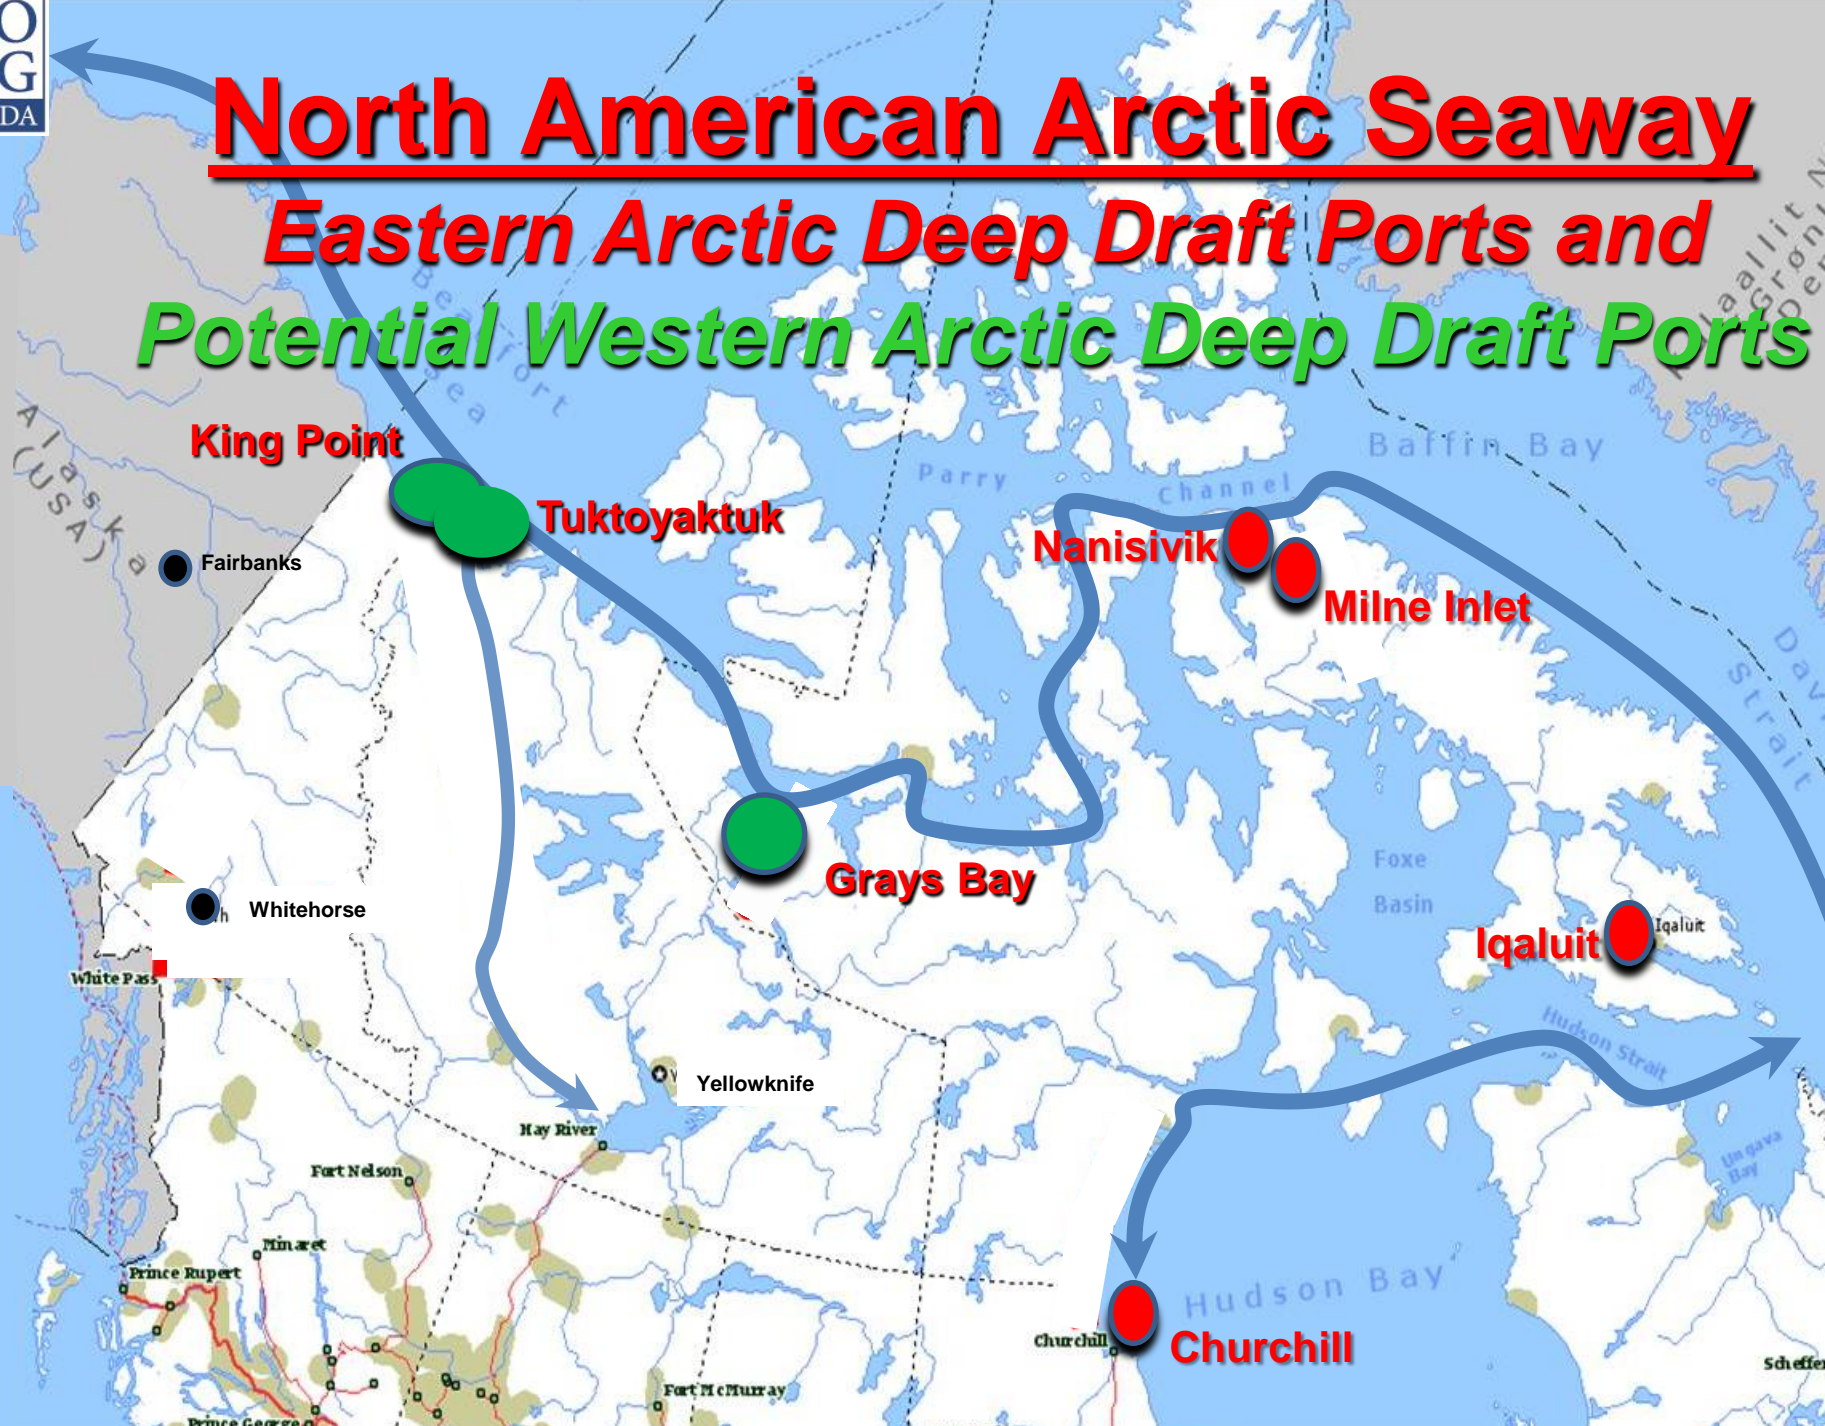 O
G
DA
North American Arctic Seaway
Eastern Arctic Deep Draft Ports and
Potential Western Arctic Deep Draft Ports
Beaufort
Sea
King Point
Tuktoyaktuk
Alaska
(USA)
Fairbanks
Parry
Channel
Baffin Bay
Nanisivik
Milne Inlet
Strait
Grays Bay
Foxe
Basin
Whitehorse
White Pass
Iqaluit
Iqaluit
Hudson Strait
Yellowknife
Hay River
Fort Nelson
Ungava
Bay
Minaret
Prince Rupert
Hudson Bay
Churchill
Churchill
Fort McMurray
Prince George